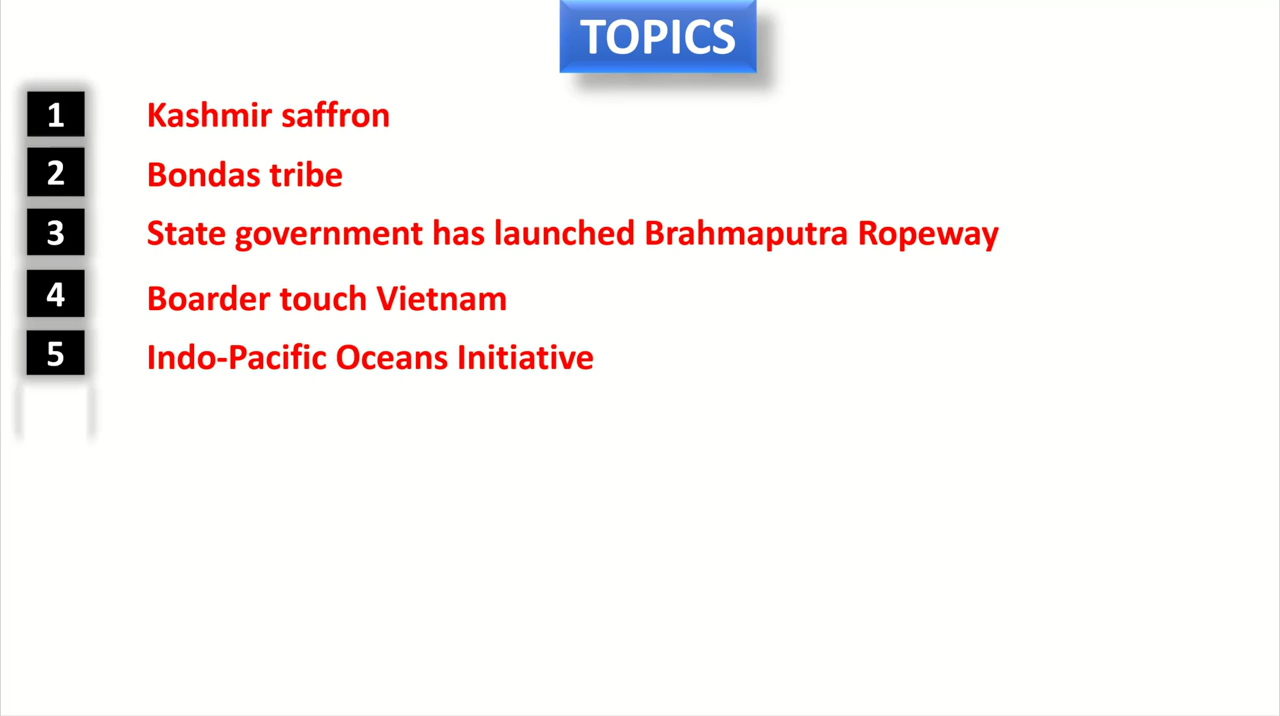 TOPICS
1 Kashmir saffron
2 Bondas tribe
3 State government has launched Brahmaputra Ropeway
4 Boarder touch Vietnam
5 Indo-Pacific Oceans Initiative